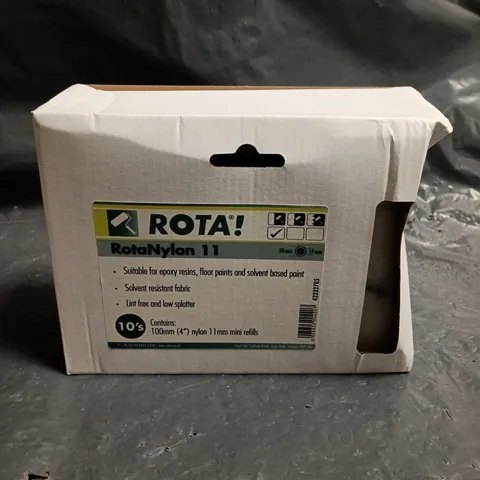 ROTA!®
RotaNylon 11
• Suitable for epoxy resins, floor paints and solvent based paint
• Solvent resistant fabric
• Lint free and low splatter
10's
Contains:
100mm (4") nylon 11mm mini refills
42232705